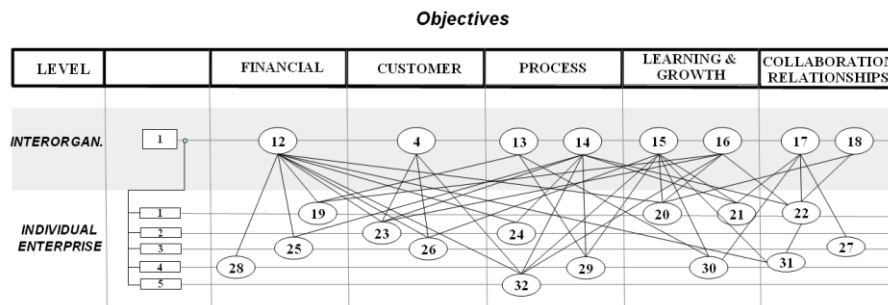 Objectives
LEVEL FINANCIAL CUSTOMER PROCESS LEARNING & GROWTH COLLABORATION RELATIONSHIPS
INTERORGAN. 1 12 4 13 14 15 16 17 18
1 19 20 21 22
INDIVIDUAL ENTERPRISE
2 23 24
3 25 26 27
4 28 29 30 31
5 32